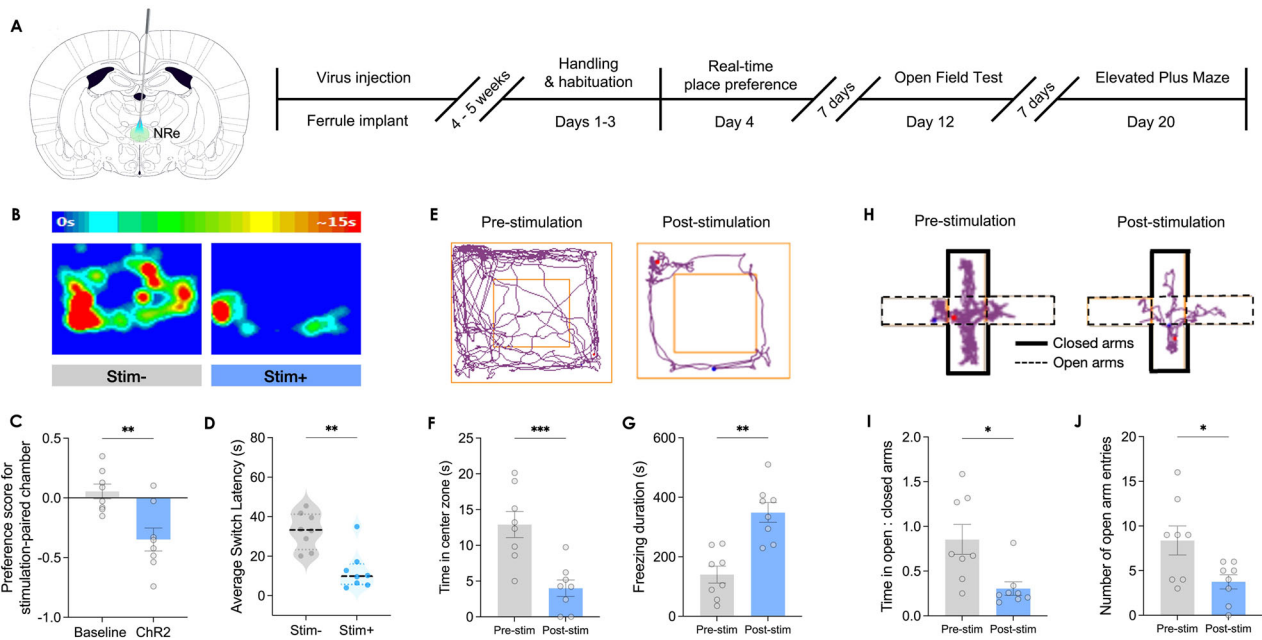 A
NRe
Virus injection
Ferrule implant
4 - 5 weeks
Handling
& habituation
Days 1-3
Real-time
place preference
Day 4
7 days
Open Field Test
Day 12
7 days
Elevated Plus Maze
Day 20
B
0s
~15s
Stim-
Stim+
E
Pre-stimulation
Post-stimulation
H
Pre-stimulation
Post-stimulation
Closed arms
Open arms
C
Preference score for
stimulation-paired chamber
0.5
0.0
-0.5
-1.0
**
Baseline
ChR2
D
Average Switch Latency (s)
80
60
40
20
0
**
Stim-
Stim+
F
Time in center zone (s)
25
20
15
10
5
0
***
Pre-stim
Post-stim
G
Freezing duration (s)
600
400
200
0
**
Pre-stim
Post-stim
I
Time in open : closed arms
2.0
1.5
1.0
0.5
0.0
*
Pre-stim
Post-stim
J
Number of open arm entries
20
15
10
5
0
*
Pre-stim
Post-stim